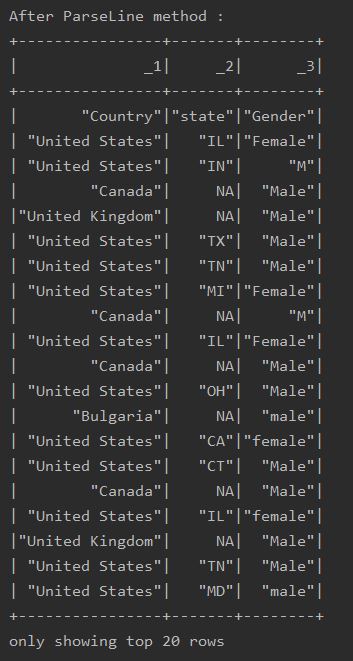 After ParseLine method :
+----------------+-------+--------+
|              _1|     _2|      _3|
+----------------+-------+--------+
|       "Country"|"state"|"Gender"|
| "United States"|   "IL"|"Female"|
| "United States"|   "IN"|     "M"|
|        "Canada"|     NA|  "Male"|
|"United Kingdom"|     NA|  "Male"|
| "United States"|   "TX"|  "Male"|
| "United States"|   "TN"|  "Male"|
| "United States"|   "MI"|"Female"|
|        "Canada"|     NA|     "M"|
| "United States"|   "IL"|"Female"|
|        "Canada"|     NA|  "Male"|
| "United States"|   "OH"|  "Male"|
|      "Bulgaria"|     NA|  "male"|
| "United States"|   "CA"|"female"|
| "United States"|   "CT"|  "Male"|
|        "Canada"|     NA|  "Male"|
| "United States"|   "IL"|"female"|
|"United Kingdom"|     NA|  "Male"|
| "United States"|   "TN"|  "Male"|
| "United States"|   "MD"|  "male"|
+----------------+-------+--------+
only showing top 20 rows